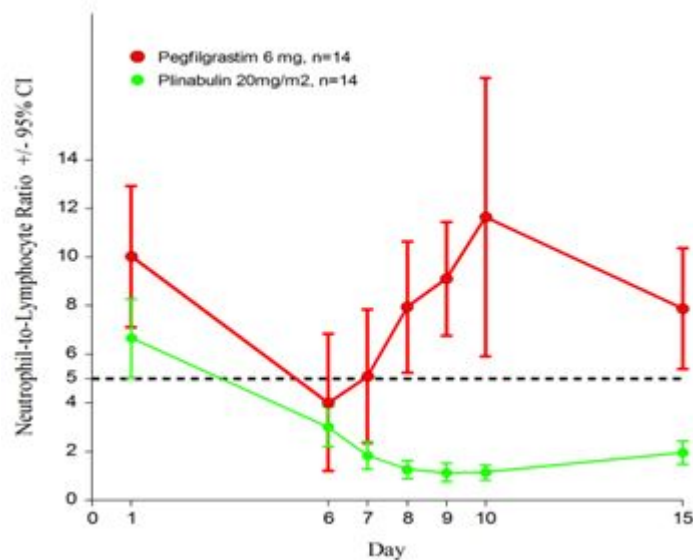 Pegfilgrastim 6 mg, n=14
Plinabulin 20mg/m2, n=14
Neutrophil-to-Lymphocyte Ratio +/- 95% CI
14
12
10
8
6
5
4
2
0
0 1 6 7 8 9 10 15
Day